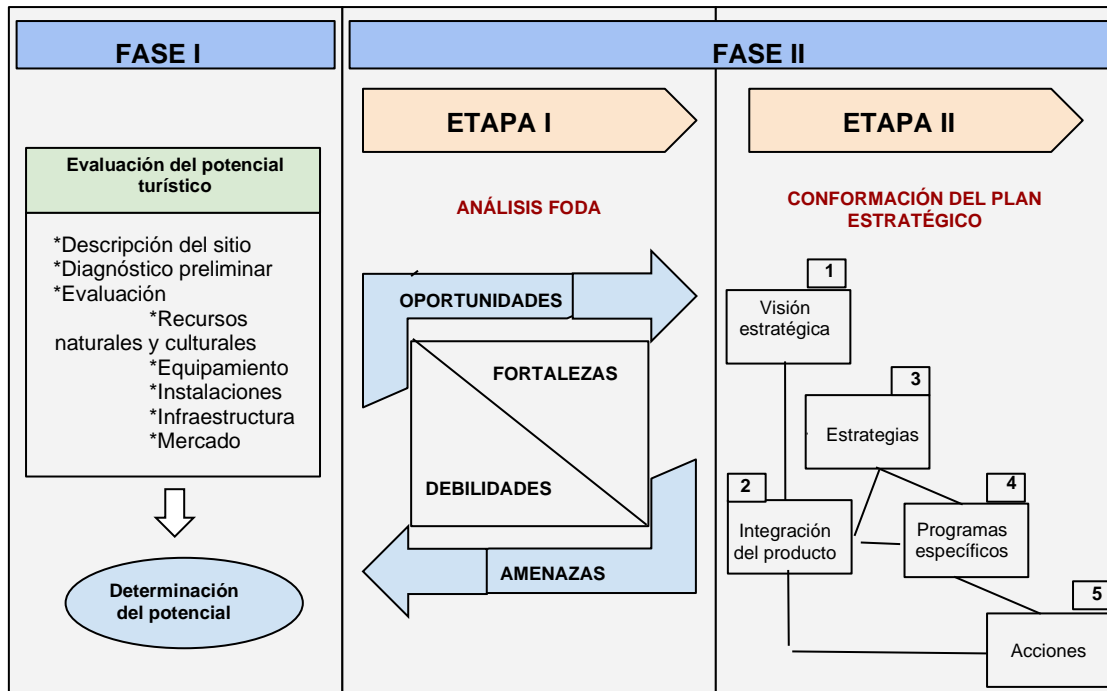 FASE I
Evaluación del potencial
turístico
*Descripción del sitio
*Diagnóstico preliminar
*Evaluación
*Recursos
naturales y culturales
*Equipamiento
*Instalaciones
*Infraestructura
*Mercado
Determinación
del potencial
FASE II
ETAPA I
ANÁLISIS FODA
OPORTUNIDADES
FORTALEZAS
DEBILIDADES
AMENAZAS
ETAPA II
CONFORMACIÓN DEL PLAN
ESTRATÉGICO
1
Visión
estratégica
3
Estrategias
2
Integración
del producto
4
Programas
específicos
5
Acciones